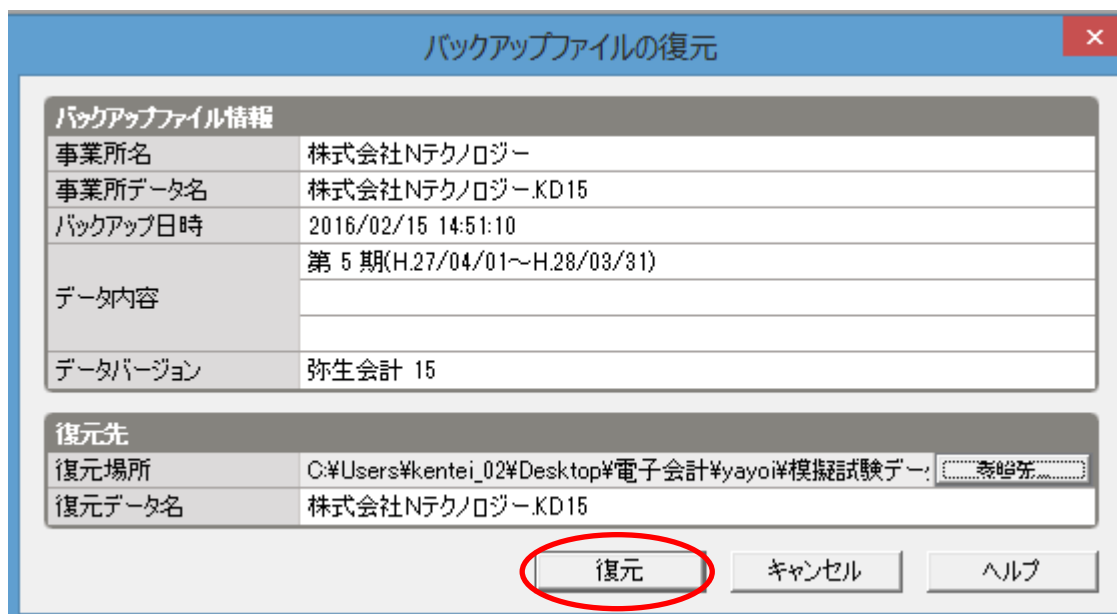 バックアップファイルの復元
バックアップファイル情報
事業所名 株式会社Nテクノロジー
事業所データ名 株式会社Nテクノロジー.KD15
バックアップ日時 2016/02/15 14:51:10
データ内容 第 5 期(H.27/04/01～H.28/03/31)
データバージョン 弥生会計 15
復元先
復元場所 C:¥Users¥kentei_02¥Desktop¥電子会計¥yayoi¥模擬試験デー
復元データ名 株式会社Nテクノロジー.KD15
復元 キャンセル ヘルプ